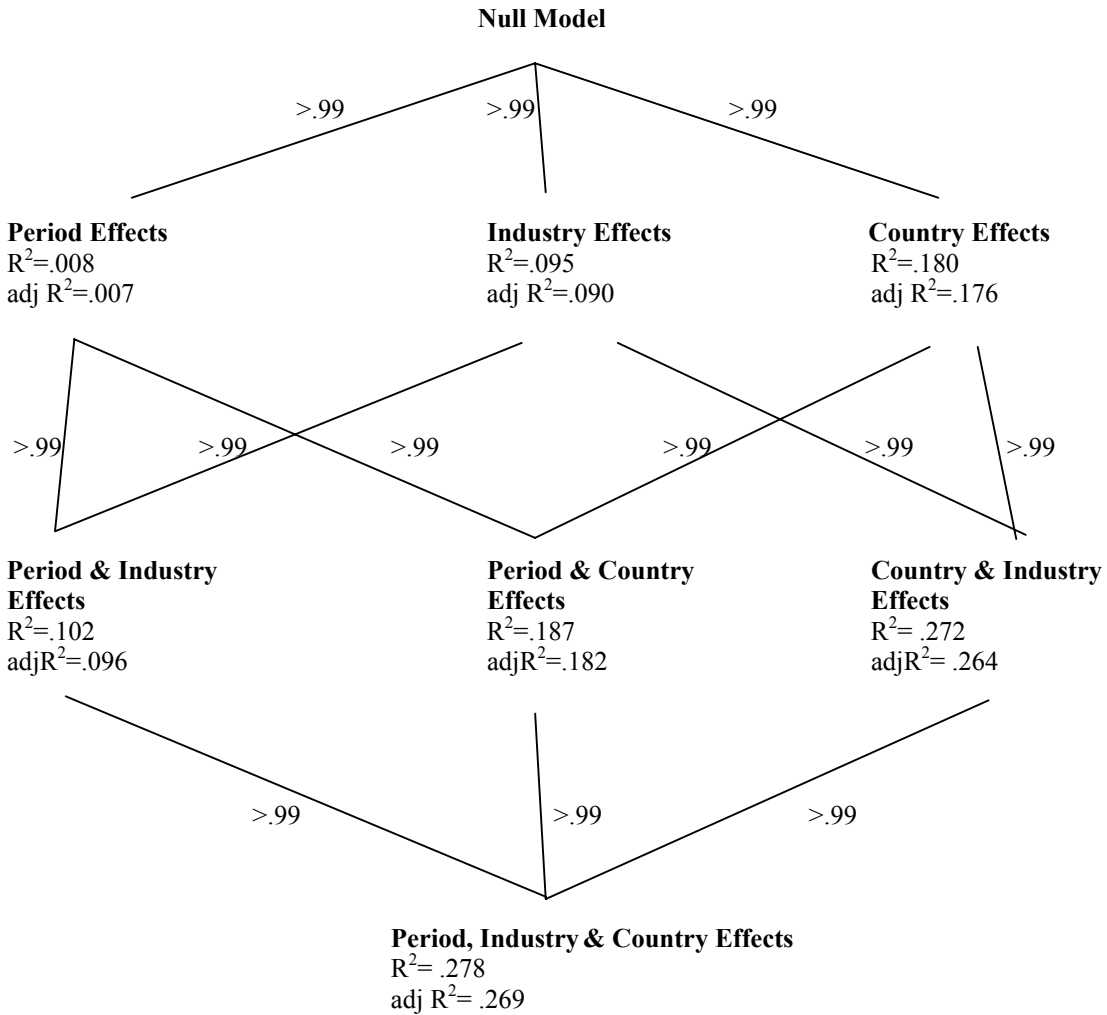 Null Model
>.99
>.99
>.99
Period Effects
R²=.008
adj R²=.007
Industry Effects
R²=.095
adj R²=.090
Country Effects
R²=.180
adj R²=.176
>.99
>.99
>.99
>.99
>.99
>.99
Period & Industry
Effects
R²=.102
adjR²=.096
Period & Country
Effects
R²=.187
adjR²=.182
Country & Industry
Effects
R²= .272
adjR²= .264
>.99
>.99
>.99
Period, Industry & Country Effects
R²= .278
adj R²= .269